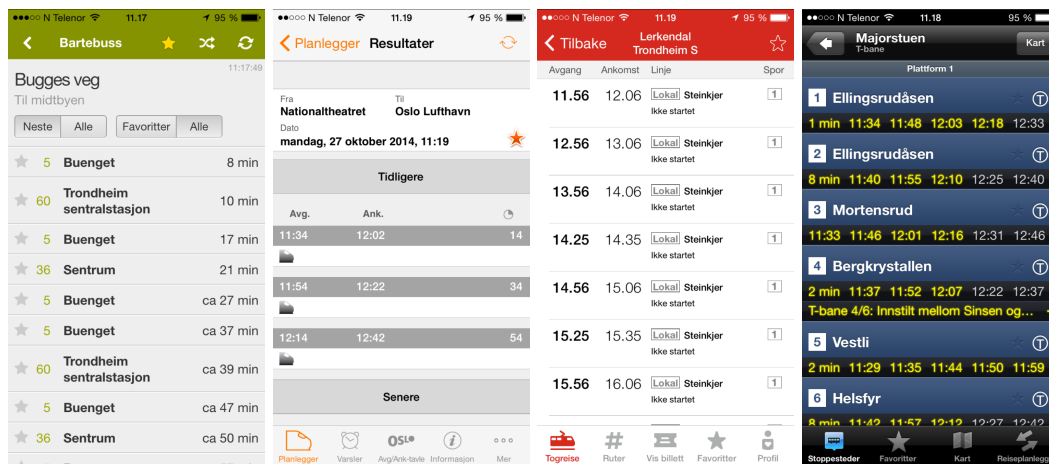 N Telenor 11.17 95 %
Bartebuss
11:17:49
Bugges veg
Til midtbyen
Neste Alle Favoritter Alle
5 Buenget 8 min
60 Trondheim sentralstasjon 10 min
5 Buenget 17 min
36 Sentrum 21 min
5 Buenget ca 27 min
5 Buenget ca 37 min
60 Trondheim sentralstasjon ca 39 min
5 Buenget ca 47 min
36 Sentrum ca 50 min
N Telenor 11.19 95 %
Planlegger Resultater
Fra Til
Nationaltheatret Oslo Lufthavn
Dato
mandag, 27 oktober 2014, 11:19
Tidligere
Avg. Ank.
11:34 12:02 14
11:54 12:22 34
12:14 12:42 54
Senere
Planlegger Varsler Avg/Ank-tavle Informasjon Mer
OSL
N Telenor 11.19 95 %
Tilbake Lerkendal
Trondheim S
Avgang Ankomst Linje Spor
11.56 12.06 Lokal Steinkjer 1
Ikke startet
12.56 13.06 Lokal Steinkjer 1
Ikke startet
13.56 14.06 Lokal Steinkjer 1
Ikke startet
14.25 14.35 Lokal Steinkjer 1
Ikke startet
14.56 15.06 Lokal Steinkjer 1
Ikke startet
15.25 15.35 Lokal Steinkjer 1
Ikke startet
15.56 16.06 Lokal Steinkjer 1
Ikke startet
#
Togreise Ruter Vis billett Favoritter Profil
N Telenor 11.18 95 %
Majorstuen
T-bane
Kart
Plattform 1
1 Ellingsrudåsen T
1 min 11:34 11:48 12:03 12:18 12:33
2 Ellingsrudåsen T
8 min 11:40 11:55 12:10 12:25 12:40
3 Mortensrud T
11:33 11:46 12:01 12:16 12:31 12:46
4 Bergkrystallen T
2 min 11:37 11:52 12:07 12:22 12:37
T-bane 4/6: Innstilt mellom Sinsen og…
5 Vestli T
2 min 11:29 11:35 11:44 11:50 11:59
6 Helsfyr T
8 min 11:42 11:57 12:12 12:27 12:42
Stoppesteder Favoritter Kart Reiseplanlegg